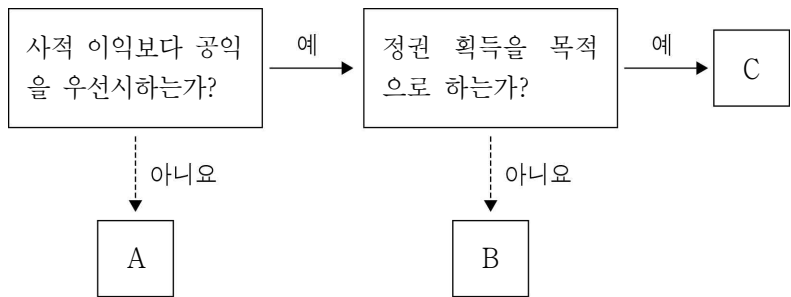 사적 이익보다 공익
을 우선시하는가?
예
정권 획득을 목적
으로 하는가?
예
C
아니요
아니요
A
B